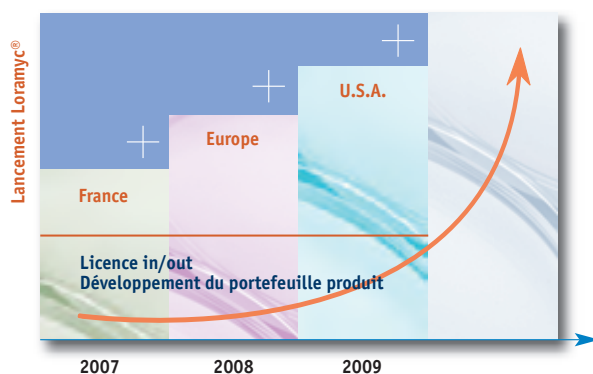 Lancement Loramyc®
U.S.A.
Europe
France
Licence in/out
Développement du portefeuille produit
2007 2008 2009